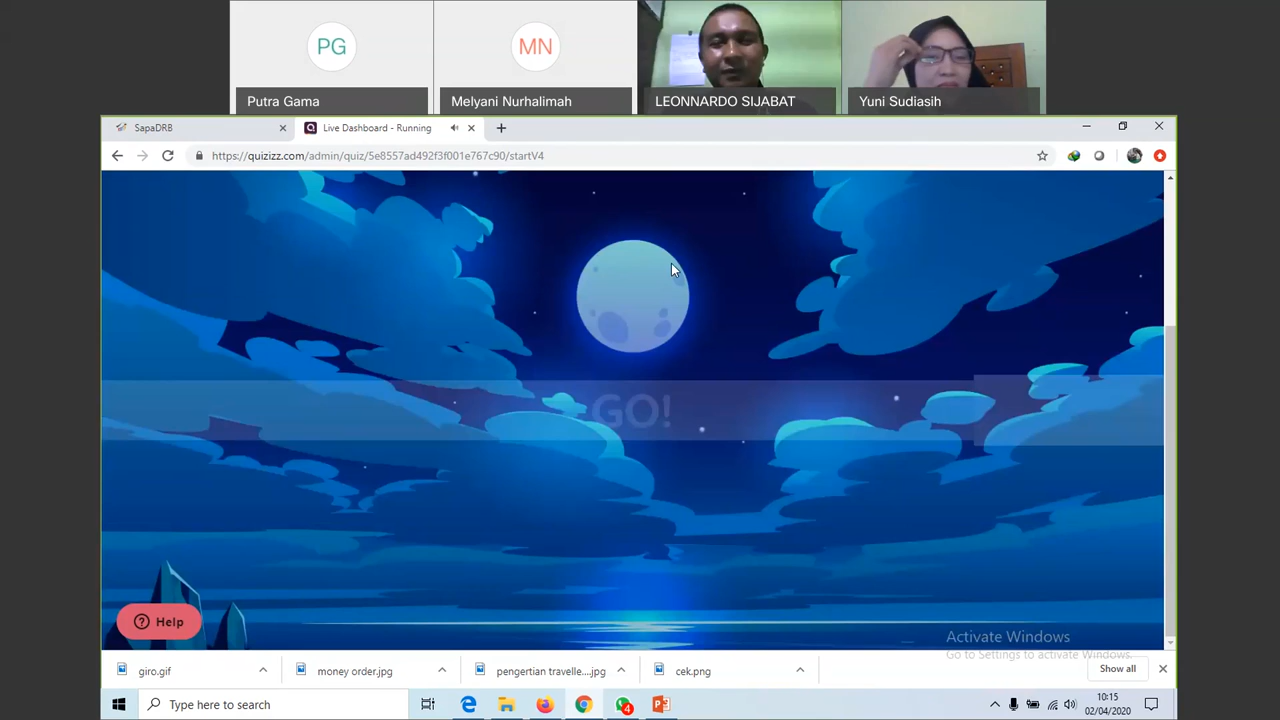 PG
MN
Putra Gama
Melyani Nurhalimah
LEONNARDO SIJABAT
Yuni Sudiasih
SapaDRB
Live Dashboard - Running
https://quizizz.com/admin/quiz/5e8557ad492f3f001e767c90/startV4
GO!
Help
Activate Windows
Go to Settings to activate Windows.
giro.gif
money order.jpg
pengertian travelle....jpg
cek.png
Show all
Type here to search
4
10:15
02/04/2020